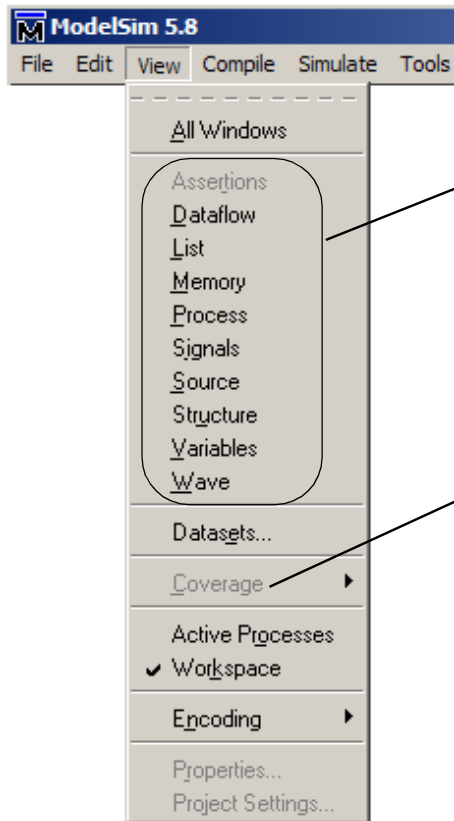 ModelSim 5.8
File Edit View Compile Simulate Tools
All Windows
Assertions
Dataflow
List
Memory
Process
Signals
Source
Structure
Variables
Wave
Datasets...
Coverage
Active Processes
Workspace
Encoding
Properties...
Project Settings...